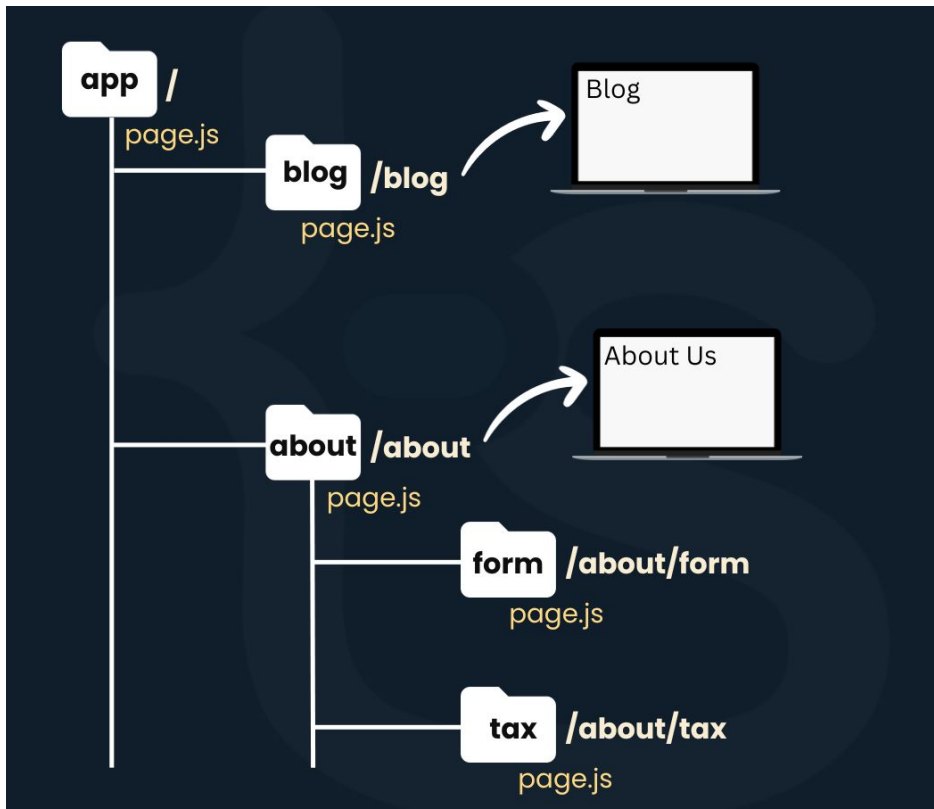 app /
page.js
blog /blog
page.js
Blog
about /about
page.js
About Us
form /about/form
page.js
tax /about/tax
page.js